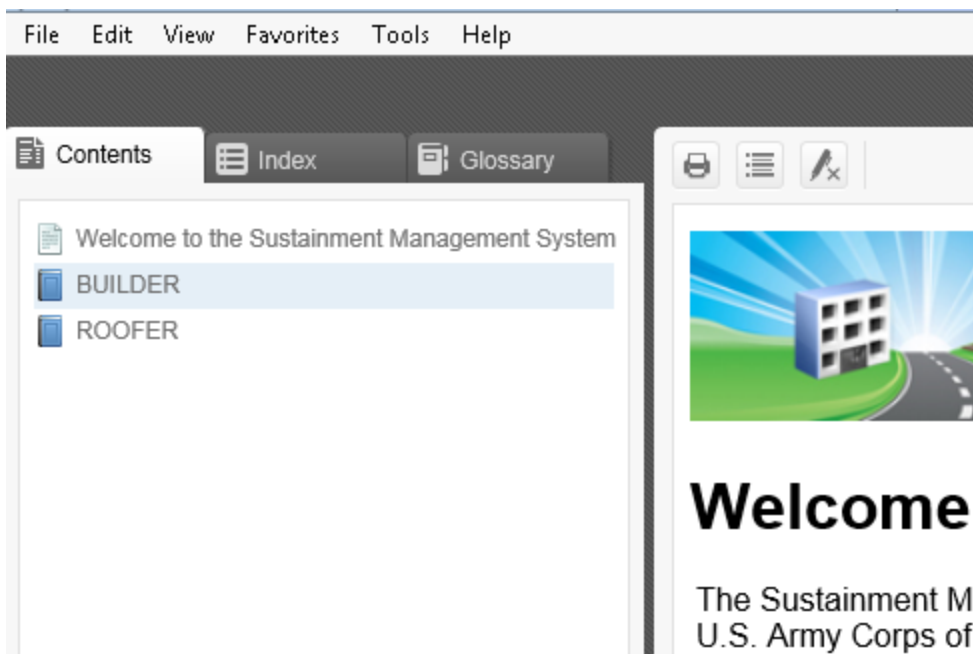 File Edit View Favorites Tools Help
Contents Index Glossary
Welcome to the Sustainment Management System
BUILDER
ROOFER
Welcome
The Sustainment M
U.S. Army Corps of